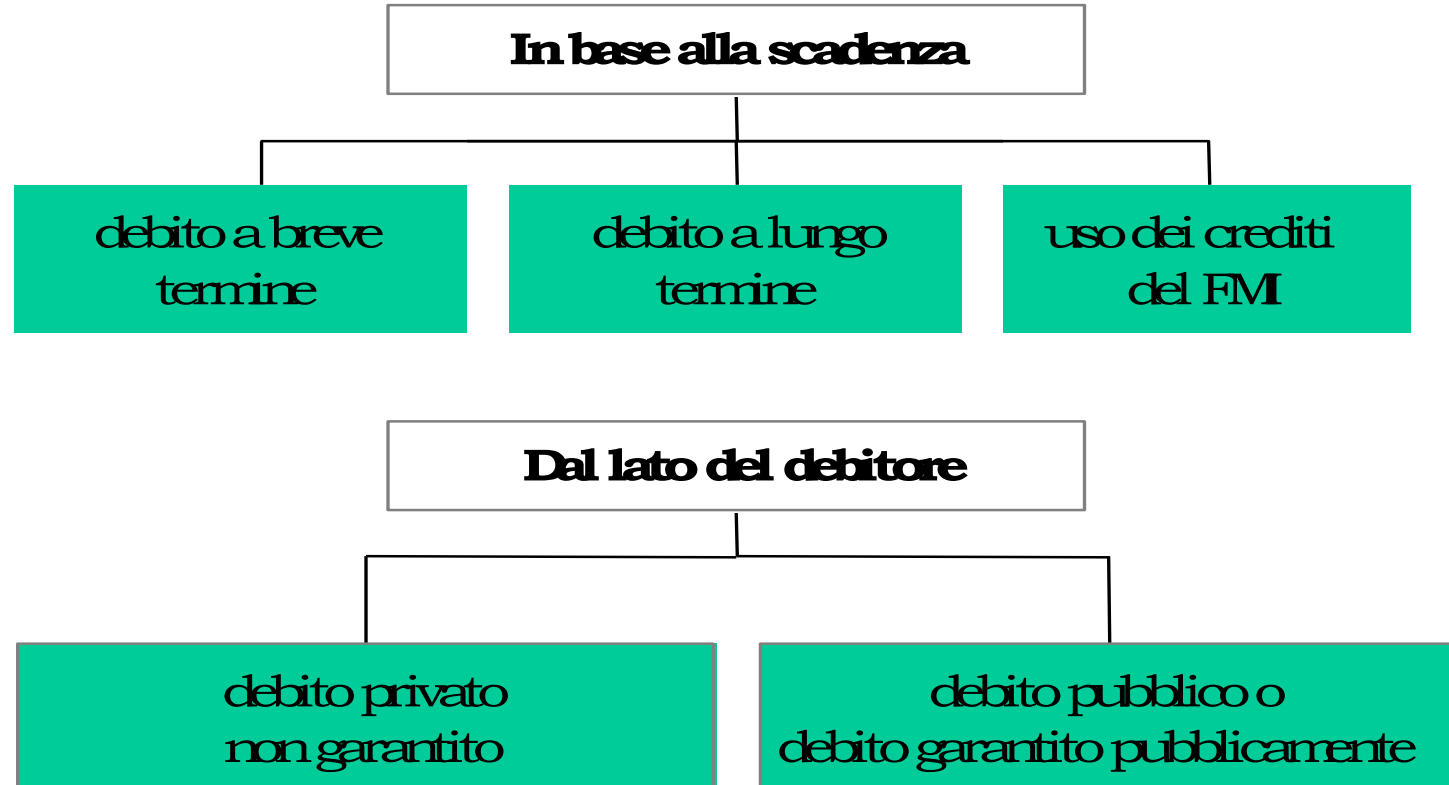 In base alla scadenza
debito a breve
termine
debito a lungo
termine
uso dei crediti
del FMI
Dal lato del debitore
debito privato
non garantito
debito pubblico o
debito garantito pubblicamente